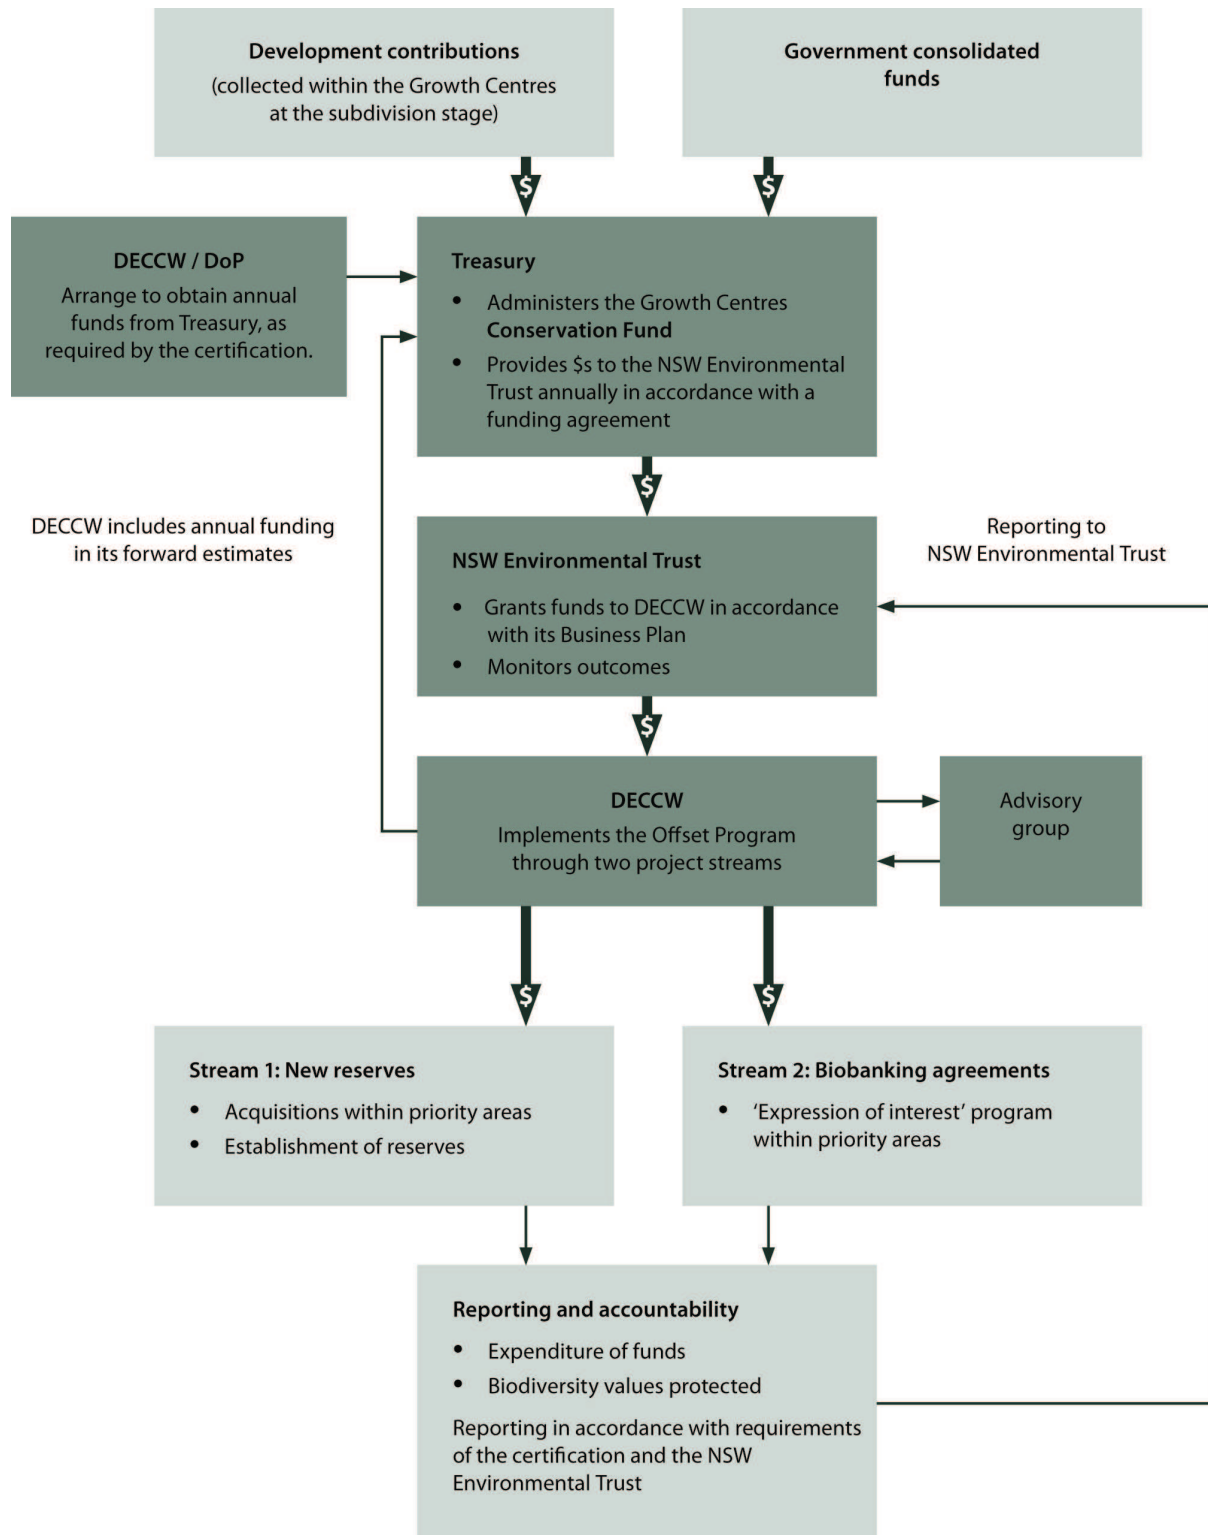 Development contributions
(collected within the Growth Centres
at the subdivision stage)
Government consolidated
funds
$
$
DECCW / DoP
Arrange to obtain annual
funds from Treasury, as
required by the certification.
Treasury
• Administers the Growth Centres
Conservation Fund
• Provides $s to the NSW Environmental
Trust annually in accordance with a
funding agreement
$
DECCW includes annual funding
in its forward estimates
NSW Environmental Trust
• Grants funds to DECCW in accordance
with its Business Plan
• Monitors outcomes
Reporting to
NSW Environmental Trust
$
DECCW
Implements the Offset Program
through two project streams
Advisory
group
$
$
Stream 1: New reserves
• Acquisitions within priority areas
• Establishment of reserves
Stream 2: Biobanking agreements
• ‘Expression of interest’ program
within priority areas
Reporting and accountability
• Expenditure of funds
• Biodiversity values protected
Reporting in accordance with requirements
of the certification and the NSW
Environmental Trust